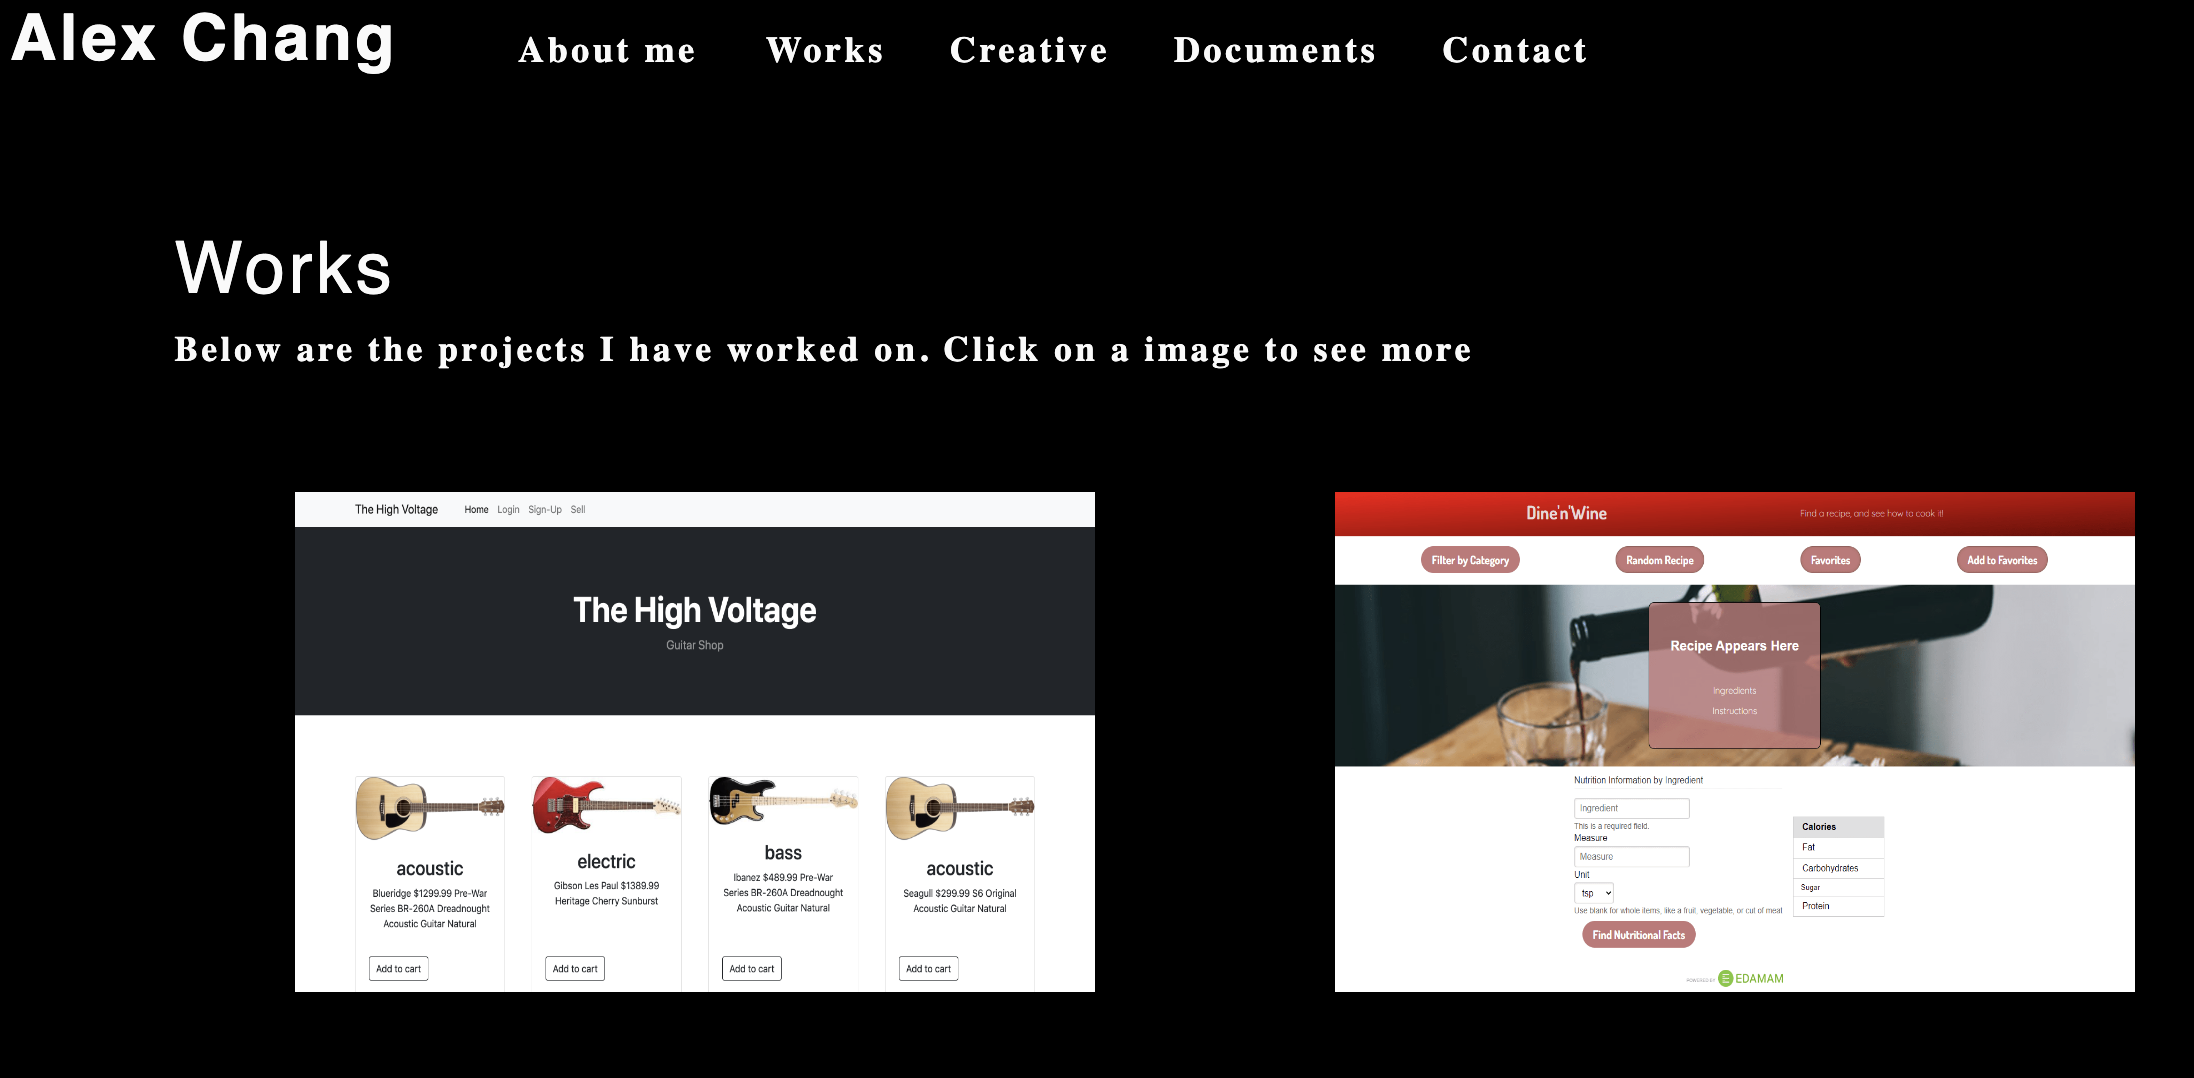 Alex Chang
About me Works Creative Documents Contact
Works
Below are the projects I have worked on. Click on a image to see more
The High Voltage Home Login Sign-Up Sell
The High Voltage
Guitar Shop
acoustic
Blueridge $1299.99 Pre-War
Series BR-260A Dreadnought
Acoustic Guitar Natural
Add to cart
electric
Gibson Les Paul $1389.99
Heritage Cherry Sunburst
Add to cart
bass
Ibanez $489.99 Pre-War
Series BR-260A Dreadnought
Acoustic Guitar Natural
Add to cart
acoustic
Seagull $299.99 S6 Original
Acoustic Guitar Natural
Add to cart
Dine'n'Wine Find a recipe, and see how to cook it!
Filter by Category Random Recipe Favorites Add to Favorites
Recipe Appears Here
Ingredients
Instructions
Nutrition Information by Ingredient
Ingredient
This is a required field.
Measure
Measure
Unit
tsp
Use blank for whole items, like a fruit, vegetable, or cut of meat
Find Nutritional Facts
Calories
Fat
Carbohydrates
Sugar
Protein
POWERED BY EDAMAM